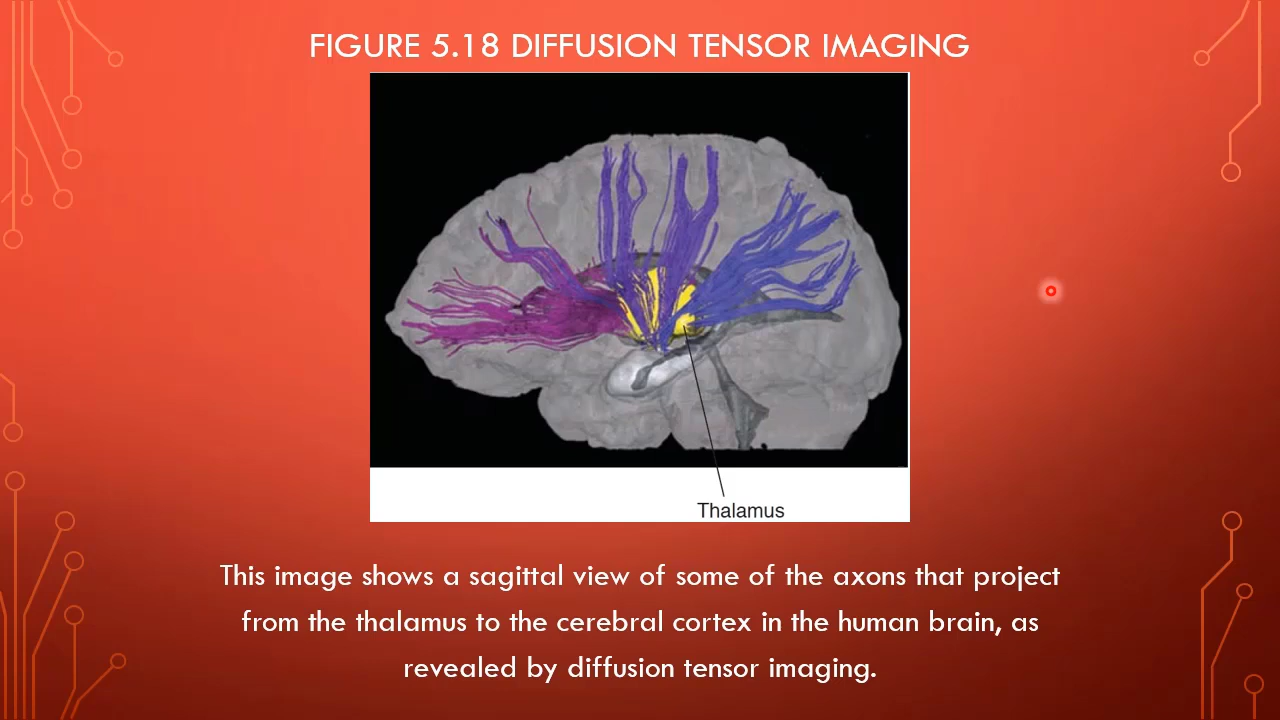 FIGURE 5.18 DIFFUSION TENSOR IMAGING
Thalamus
This image shows a sagittal view of some of the axons that project
from the thalamus to the cerebral cortex in the human brain, as
revealed by diffusion tensor imaging.